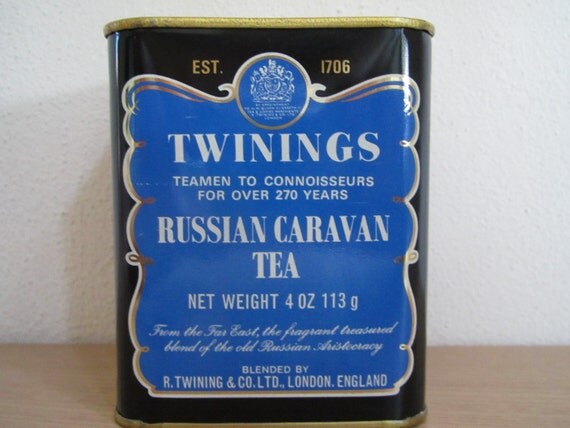 EST. 1706
TWININGS
TEAMEN TO CONNOISSEURS
FOR OVER 270 YEARS
RUSSIAN CARAVAN
TEA
NET WEIGHT 4 OZ 113 g
From the Far East, the fragrant treasured
blend of the old Russian Aristocracy
BLENDED BY
R. TWINING & CO. LTD., LONDON. ENGLAND